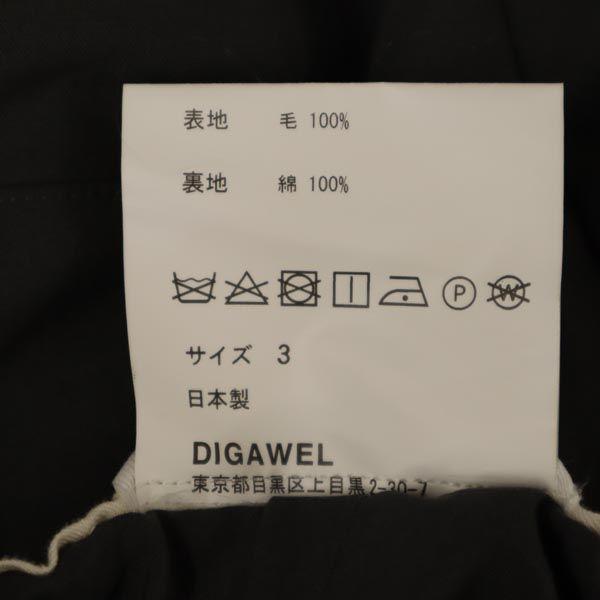 表地 毛 100%
裏地 綿 100%
P W
サイズ 3
日本製
DIGAWEL
東京都目黒区上目黒2-30-7